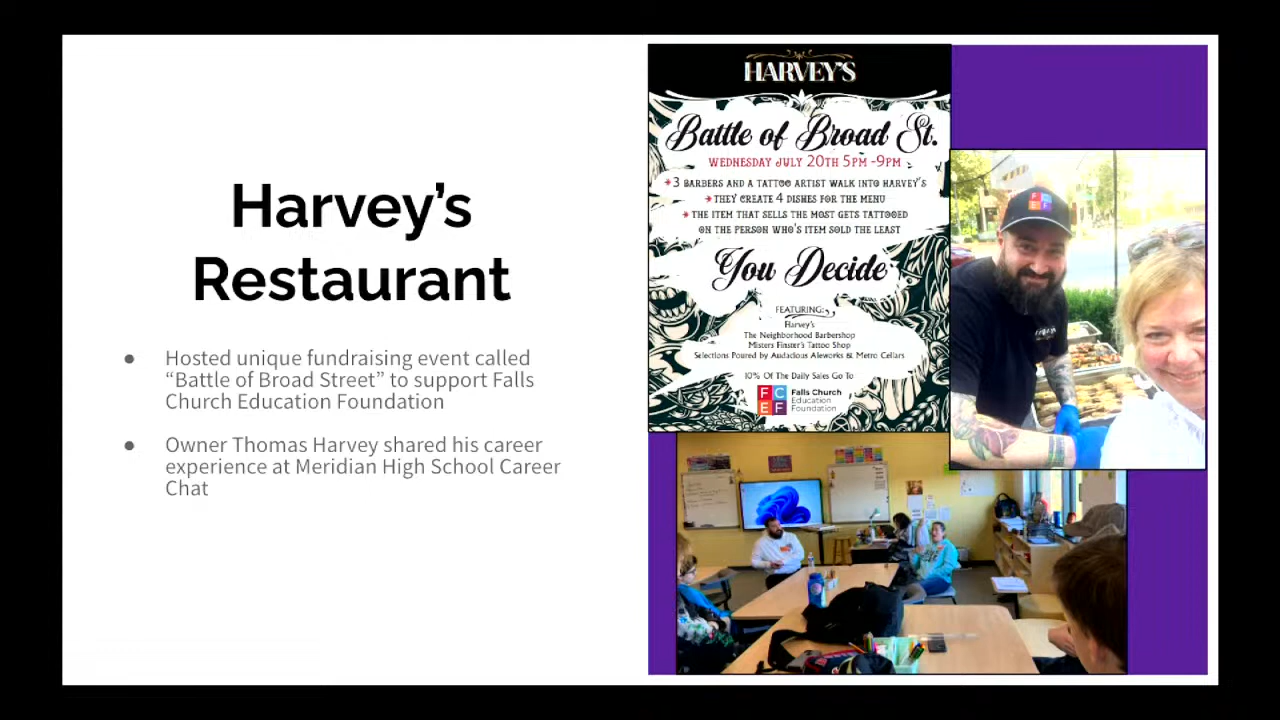 Harvey's
Restaurant
● Hosted unique fundraising event called
“Battle of Broad Street” to support Falls
Church Education Foundation
● Owner Thomas Harvey shared his career
experience at Meridian High School Career
Chat
HARVEY'S
Battle of Broad St.
WEDNESDAY JULY 20TH 5PM -9PM
*3 BARBERS AND A TATTOO ARTIST WALK INTO HARVEY'S
*THEY CREATE 4 DISHES FOR THE MENU
*THE ITEM THAT SELLS THE MOST GETS TATTOOED
ON THE PERSON WHO'S ITEM SOLD THE LEAST
You Decide
FEATURING:
Harvey's
The Neighborhood Barbershop
Misters Finster's Tattoo Shop
Selections Poured by Audacious Aleworks & Metro Cellars
10% Of The Daily Sales Go To
FC
EF
Falls Church
Education
Foundation
FC
EF